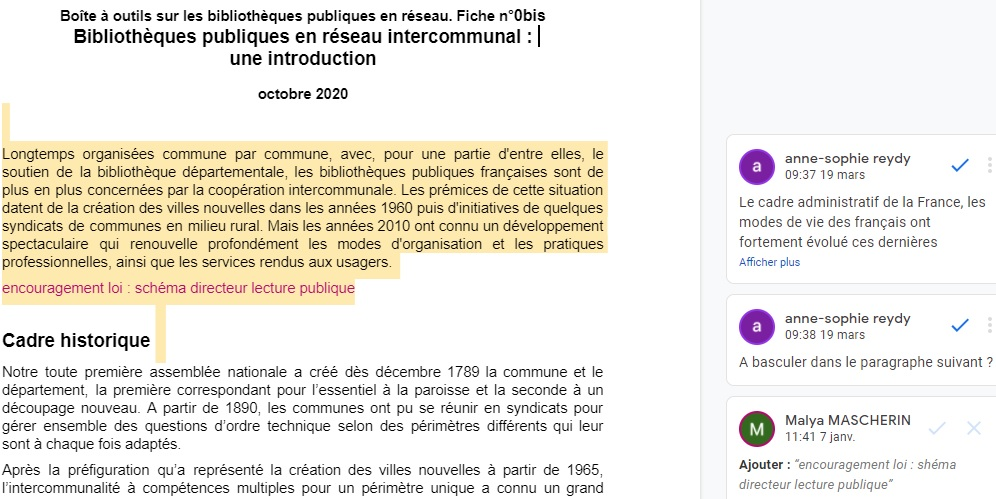 Boîte à outils sur les bibliothèques publiques en réseau. Fiche n°0bis
Bibliothèques publiques en réseau intercommunal :
une introduction
octobre 2020
Longtemps organisées commune par commune, avec, pour une partie d'entre elles, le
soutien de la bibliothèque départementale, les bibliothèques publiques françaises sont de
plus en plus concernées par la coopération intercommunale. Les prémices de cette situation
datent de la création des villes nouvelles dans les années 1960 puis d'initiatives de quelques
syndicats de communes en milieu rural. Mais les années 2010 ont connu un développement
spectaculaire qui renouvelle profondément les modes d'organisation et les pratiques
professionnelles, ainsi que les services rendus aux usagers.
encouragement loi : schéma directeur lecture publique
Cadre historique
Notre toute première assemblée nationale a créé dès décembre 1789 la commune et le
département, la première correspondant pour l'essentiel à la paroisse et la seconde à un
découpage nouveau. A partir de 1890, les communes ont pu se réunir en syndicats pour
gérer ensemble des questions d'ordre technique selon des périmètres différents qui leur
sont à chaque fois adaptés.
Après la préfiguration qu'a représenté la création des villes nouvelles à partir de 1965,
l'intercommunalité à compétences multiples pour un périmètre unique a connu un grand
a
anne-sophie reydy
09:37 19 mars
Le cadre administratif de la France, les
modes de vie des français ont
fortement évolué ces dernières
Afficher plus
a
anne-sophie reydy
09:38 19 mars
A basculer dans le paragraphe suivant ?
M
Malya MASCHERIN
11:41 7 janv.
Ajouter : "encouragement loi : shéma
directeur lecture publique"